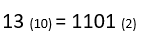 13 (10) = 1101 (2)